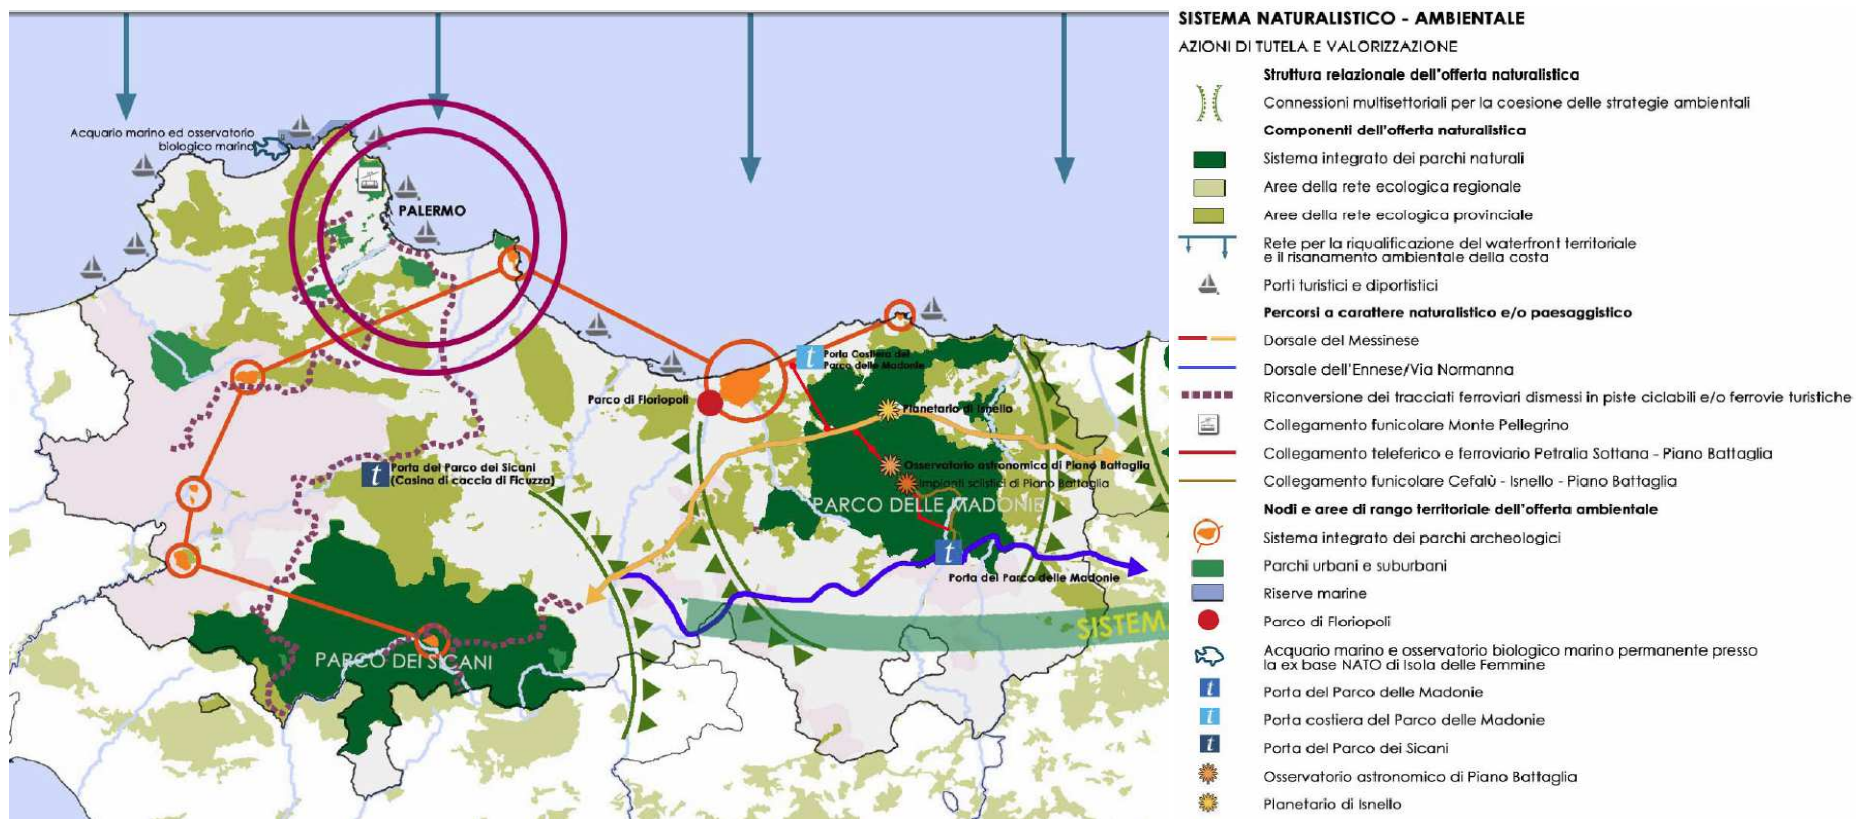 Acquario marino ed osservatorio
biologico marino
PALERMO
Porta Costiera del
Parco delle Madonie
Parco di Floriopoli
Planetario di Isnello
Porta del Parco dei Sicani
(Casina di caccia di Ficuzza)
Osservatorio astronomico di Piano Battaglia
Impianti sciistici di Piano Battaglia
PARCO DELLE MADONIE
Porta del Parco delle Madonie
SISTEM
PARCO DEI SICANI
SISTEMA NATURALISTICO - AMBIENTALE
AZIONI DI TUTELA E VALORIZZAZIONE
Struttura relazionale dell'offerta naturalistica
Connessioni multisettoriali per la coesione delle strategie ambientali
Componenti dell'offerta naturalistica
Sistema integrato dei parchi naturali
Aree della rete ecologica regionale
Aree della rete ecologica provinciale
Rete per la riqualificazione del waterfront territoriale
e il risanamento ambientale della costa
Porti turistici e diportistici
Percorsi a carattere naturalistico e/o paesaggistico
Dorsale del Messinese
Dorsale dell'Ennese/Via Normanna
Riconversione dei tracciati ferroviari dismessi in piste ciclabili e/o ferrovie turistiche
Collegamento funicolare Monte Pellegrino
Collegamento teleferico e ferroviario Petralia Sottana - Piano Battaglia
Collegamento funicolare Cefalù - Isnello - Piano Battaglia
Nodi e aree di rango territoriale dell'offerta ambientale
Sistema integrato dei parchi archeologici
Parchi urbani e suburbani
Riserve marine
Parco di Floriopoli
Acquario marino e osservatorio biologico marino permanente presso
la ex base NATO di Isola delle Femmine
t Porta del Parco delle Madonie
t Porta costiera del Parco delle Madonie
t Porta del Parco dei Sicani
Osservatorio astronomico di Piano Battaglia
Planetario di Isnello